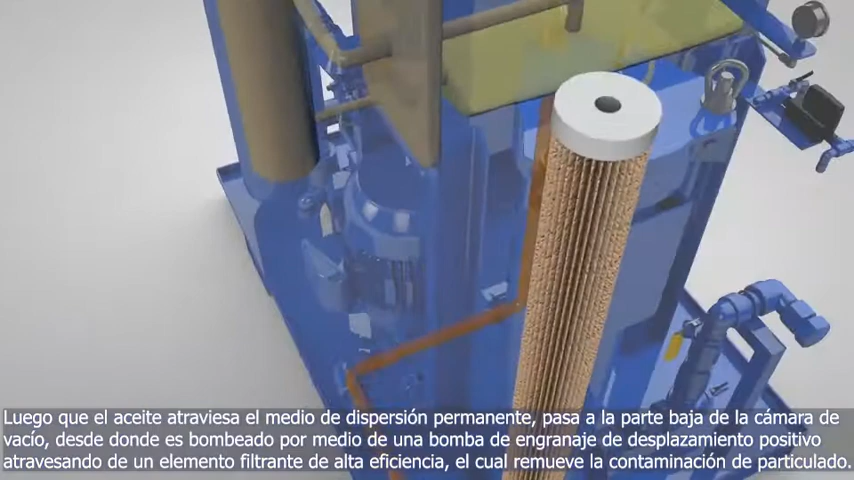 Luego que el aceite atraviesa el medio de dispersión permanente, pasa a la parte baja de la cámara de
vacío, desde donde es bombeado por medio de una bomba de engranaje de desplazamiento positivo
atravesando de un elemento filtrante de alta eficiencia, el cual remueve la contaminación de particulado.